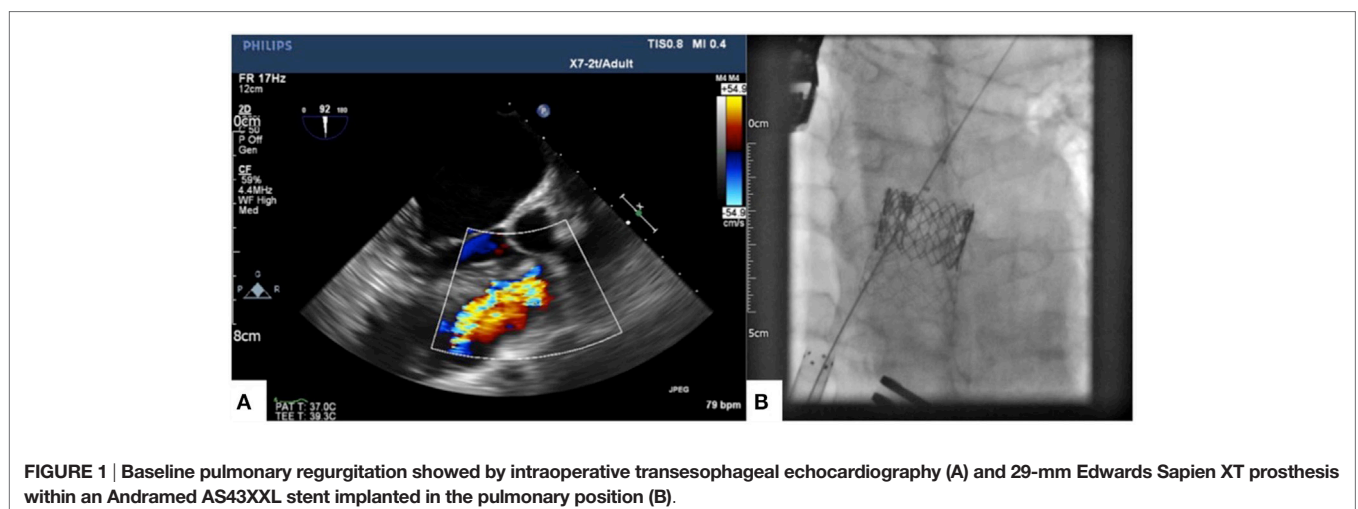 PHILIPS
TIS0.8 MI 0.4
X7-2t/Adult
FR 17Hz
12cm
M4 M4
+54.9
2D
0 92 180
0cm
C 50
P Off
Gen
CF
59%
4.4MHz
WF High
Med
-54.9
cm/s
G
P R
8cm
JPEG
A
PAT T: 37.0C
TEE T: 39.3C
79 bpm
0cm
5cm
B
FIGURE 1 | Baseline pulmonary regurgitation showed by intraoperative transesophageal echocardiography (A) and 29-mm Edwards Sapien XT prosthesis
within an Andramed AS43XXL stent implanted in the pulmonary position (B).